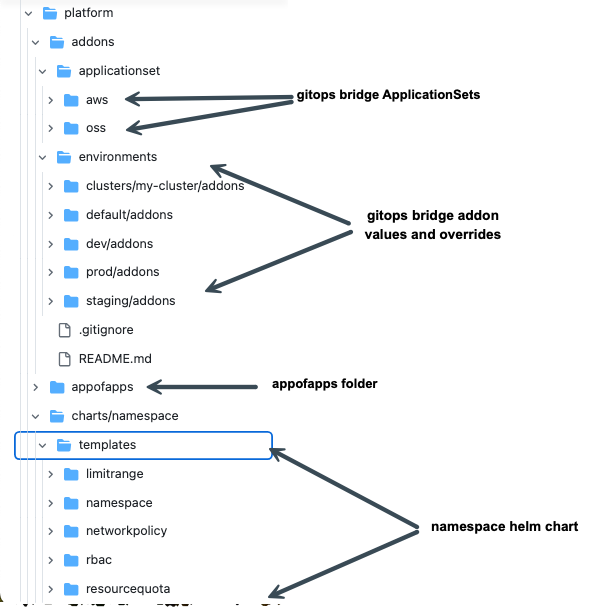 platform
addons
applicationset
aws
gitops bridge ApplicationSets
oss
environments
clusters/my-cluster/addons
default/addons
gitops bridge addon
values and overrides
dev/addons
prod/addons
staging/addons
.gitignore
README.md
appofapps
appofapps folder
charts/namespace
templates
limitrange
namespace
namespace helm chart
networkpolicy
rbac
resourcequota